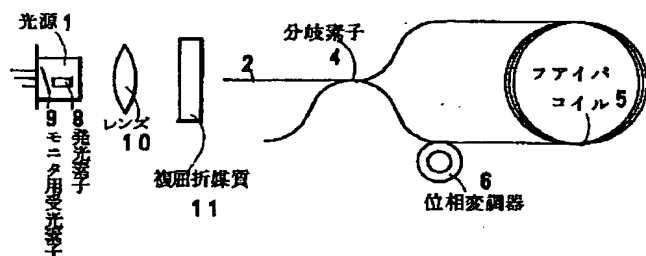 光源 1
分岐素子
4
2
ファイバ
コイル 5
9 モニタ用受光素子
8 発光素子
レンズ
10
複屈折媒質
11
6
位相変調器